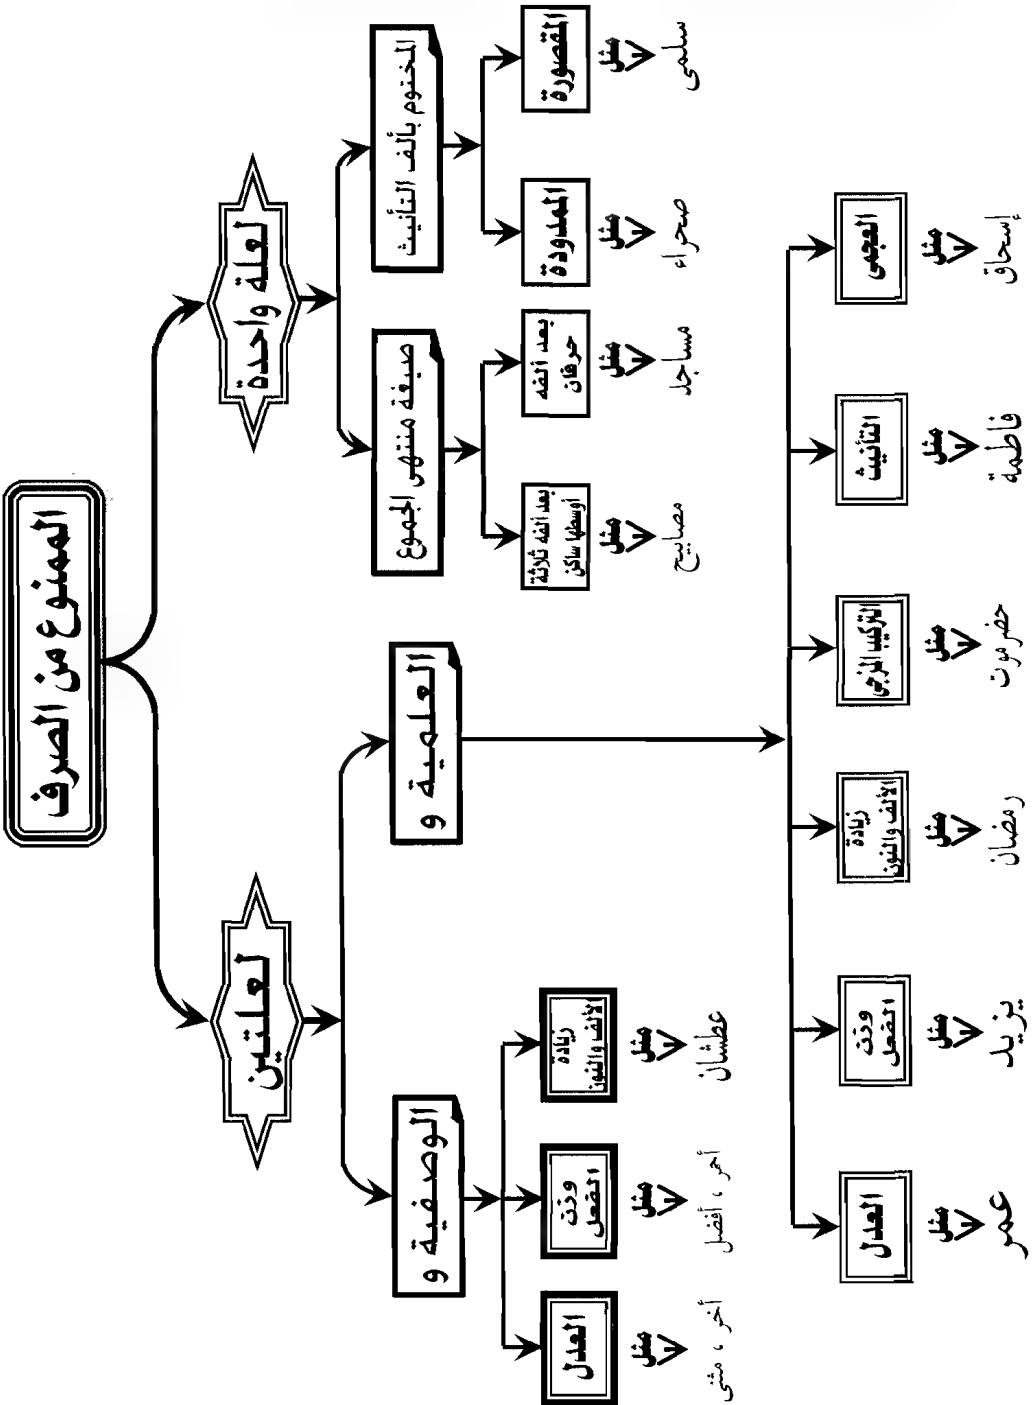 الممنوع من الصرف
لعلة واحدة
لعلتين
المختوم بألف التأنيث
صيغة منتهى الجموع
العلمية و
الوصفية و
المقصورة
مثل
سلمى
الممدودة
مثل
صحراء
بعد ألفه
حرفان
مثل
مساجد
بعد ألفه ثلاثة
أوسطها ساكن
مثل
مصابيح
زيادة
الألف والنون
مثل
عطشان
وزن
الفعل
مثل
أحمر ، أفضل
العدل
مثل
أخر ، مثنى
العجمى
مثل
إسحاق
التأنيث
مثل
فاطمة
التركيب المزجى
مثل
حضرموت
زيادة
الألف والنون
مثل
رمضان
وزن
الفعل
مثل
يزيد
العدل
مثل
عمر